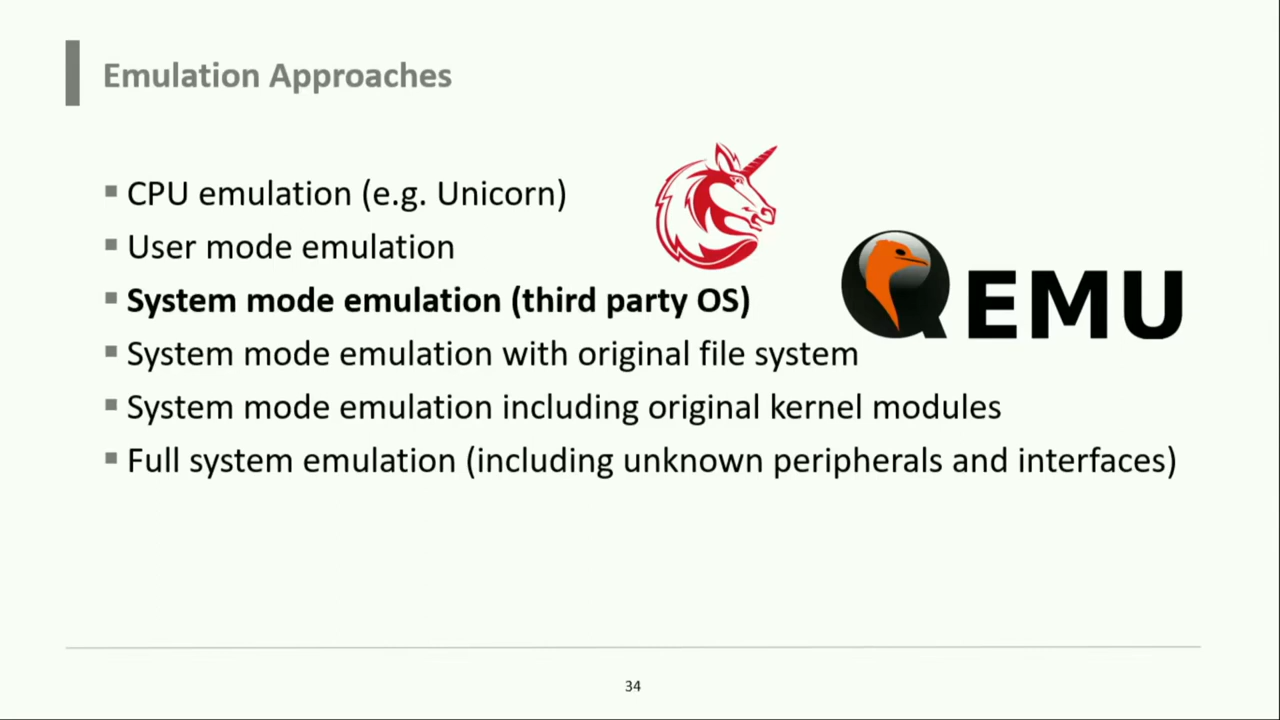 Emulation Approaches
▪ CPU emulation (e.g. Unicorn)
▪ User mode emulation
▪ System mode emulation (third party OS)
QEMU
▪ System mode emulation with original file system
▪ System mode emulation including original kernel modules
▪ Full system emulation (including unknown peripherals and interfaces)
34